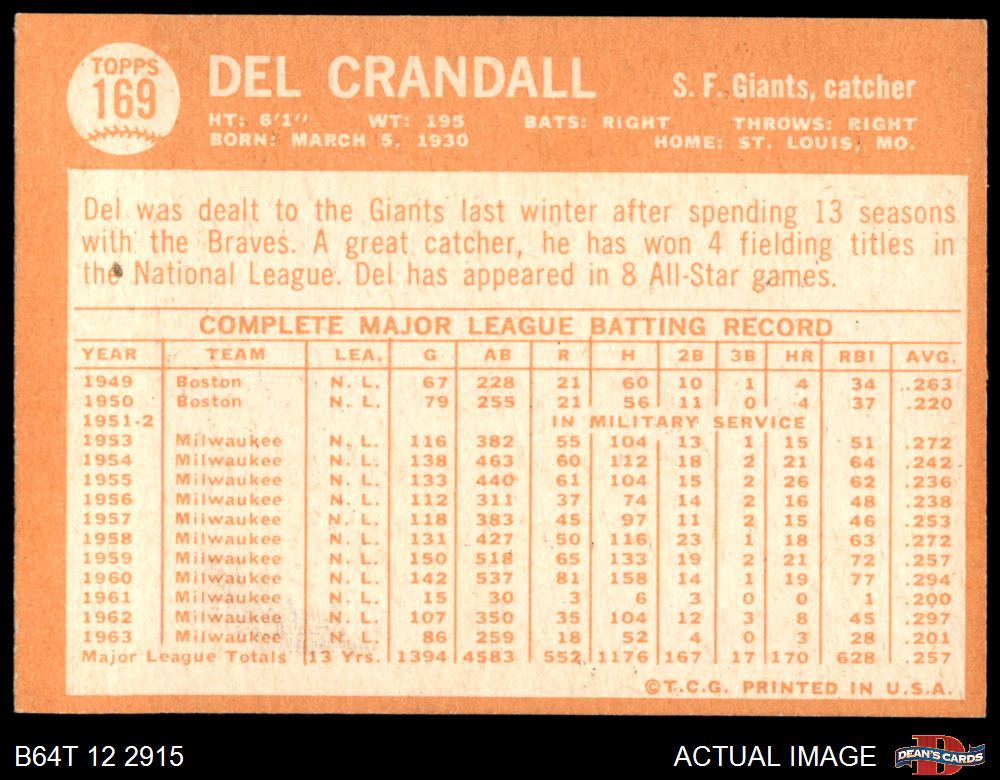 TOPPS
169
DEL CRANDALL
S. F. Giants, catcher
HT: 6'1" WT: 195 BATS: RIGHT THROWS: RIGHT
BORN: MARCH 5, 1930 HOME: ST. LOUIS, MO.
Del was dealt to the Giants last winter after spending 13 seasons
with the Braves. A great catcher, he has won 4 fielding titles in
the National League. Del has appeared in 8 All-Star games.
COMPLETE MAJOR LEAGUE BATTING RECORD
YEAR TEAM LEA. G AB R H 2B 3B HR RBI AVG.
1949 Boston N. L. 67 228 21 60 10 1 4 34 .263
1950 Boston N. L. 79 255 21 56 11 0 4 37 .220
1951-2 IN MILITARY SERVICE
1953 Milwaukee N. L. 116 382 55 104 13 1 15 51 .272
1954 Milwaukee N. L. 138 463 60 112 18 2 21 64 .242
1955 Milwaukee N. L. 133 440 61 104 15 2 26 62 .236
1956 Milwaukee N. L. 112 311 37 74 14 2 16 48 .238
1957 Milwaukee N. L. 118 383 45 97 11 2 15 46 .253
1958 Milwaukee N. L. 131 427 50 116 23 1 18 63 .272
1959 Milwaukee N. L. 150 518 65 133 19 2 21 72 .257
1960 Milwaukee N. L. 142 537 81 158 14 1 19 77 .294
1961 Milwaukee N. L. 15 30 3 6 3 0 0 1 .200
1962 Milwaukee N. L. 107 350 35 104 12 3 8 45 .297
1963 Milwaukee N. L. 86 259 18 52 4 0 3 28 .201
Major League Totals 13 Yrs. 1394 4583 552 1176 167 17 170 628 .257
©T.C.G. PRINTED IN U.S.A.
B64T 12 2915 ACTUAL IMAGE DEAN'S CARDS